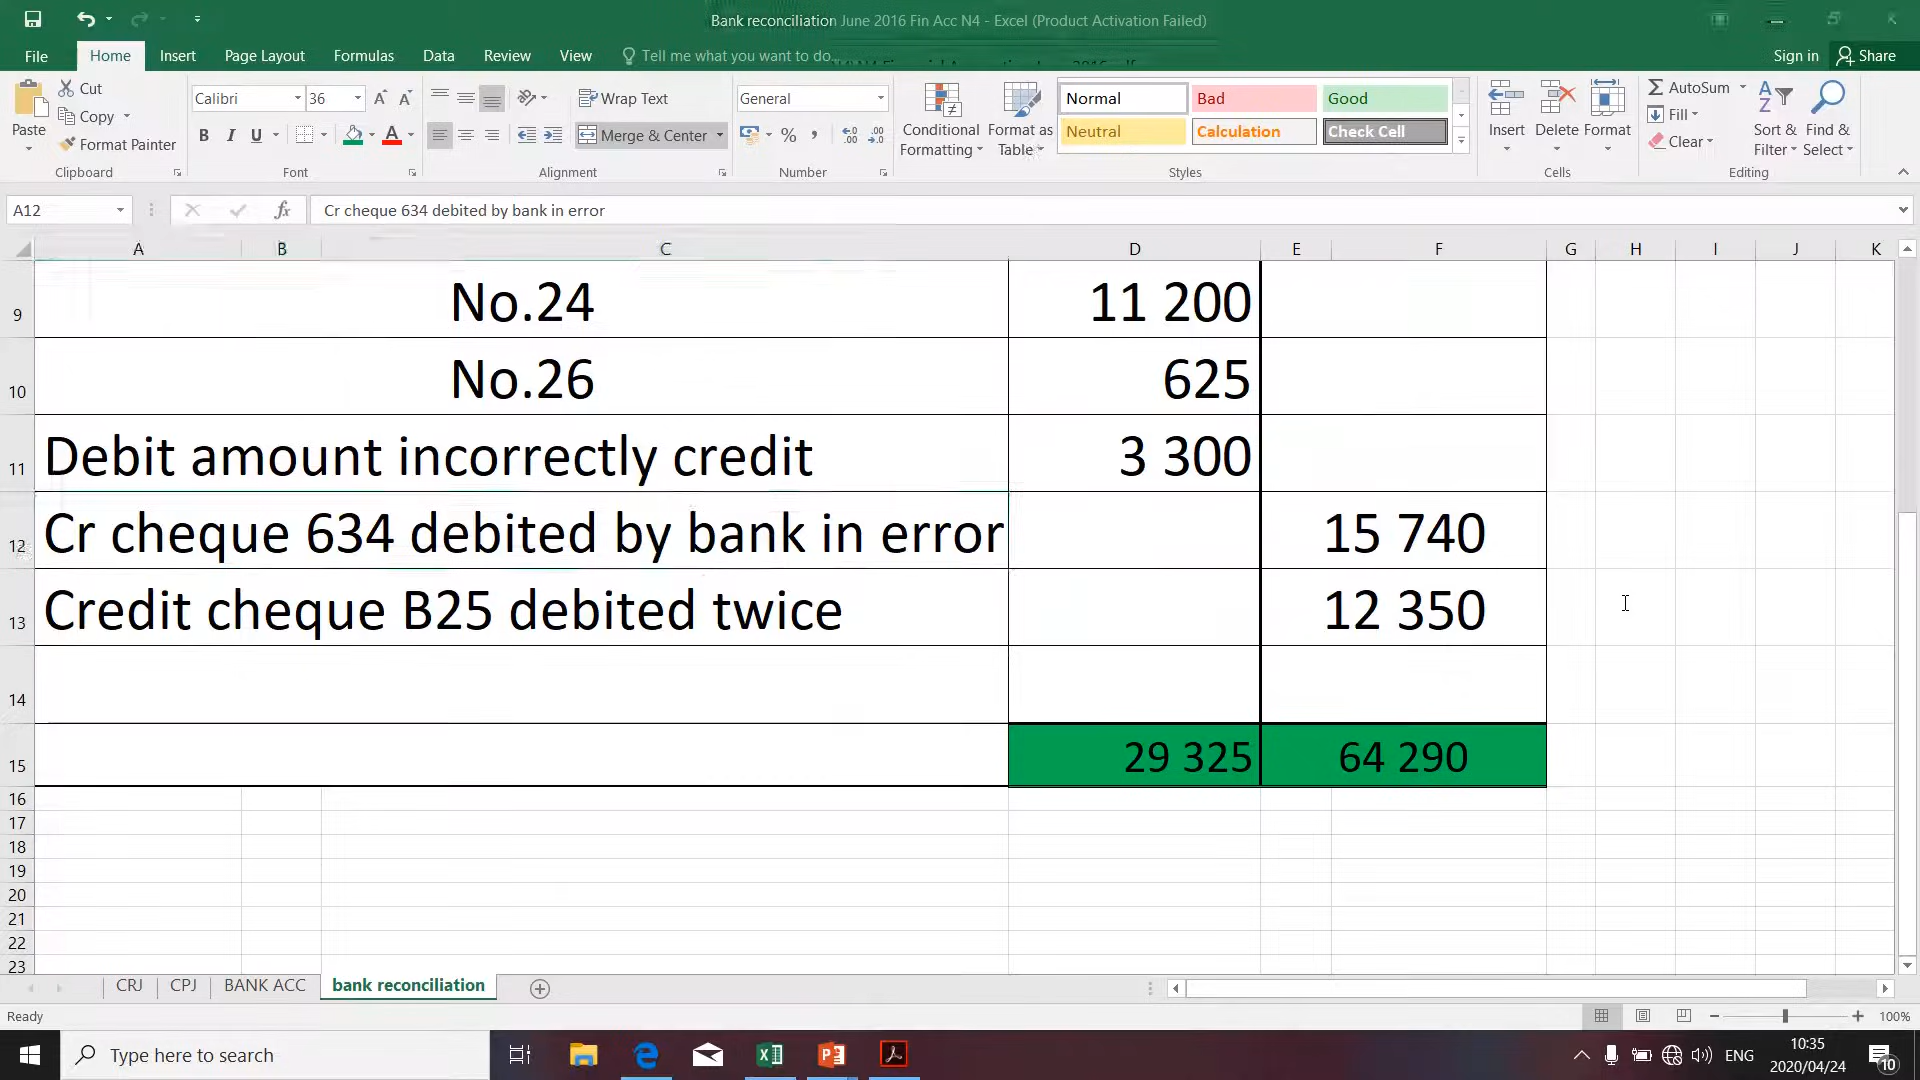 Bank reconciliation June 2016 Fin Acc N4 - Excel (Product Activation Failed)
File Home Insert Page Layout Formulas Data Review View Tell me what you want to do... Sign in Share
Paste Cut Copy Format Painter Clipboard
Calibri 36 B I U Font
Wrap Text Merge & Center Alignment
General % Number
Conditional Formatting Format as Table
Normal Bad Good
Neutral Calculation Check Cell
Styles
Insert Delete Format Cells
AutoSum Fill Clear Sort & Filter Find & Select Editing
A12 fx Cr cheque 634 debited by bank in error
A B C D E F G H I J K
9 No.24 11 200
10 No.26 625
11 Debit amount incorrectly credit 3 300
12 Cr cheque 634 debited by bank in error 15 740
13 Credit cheque B25 debited twice 12 350
14
15 29 325 64 290
16
17
18
19
20
21
22
23
CRJ CPJ BANK ACC bank reconciliation
Ready 100%
Type here to search ENG 10:35
2020/04/24 10